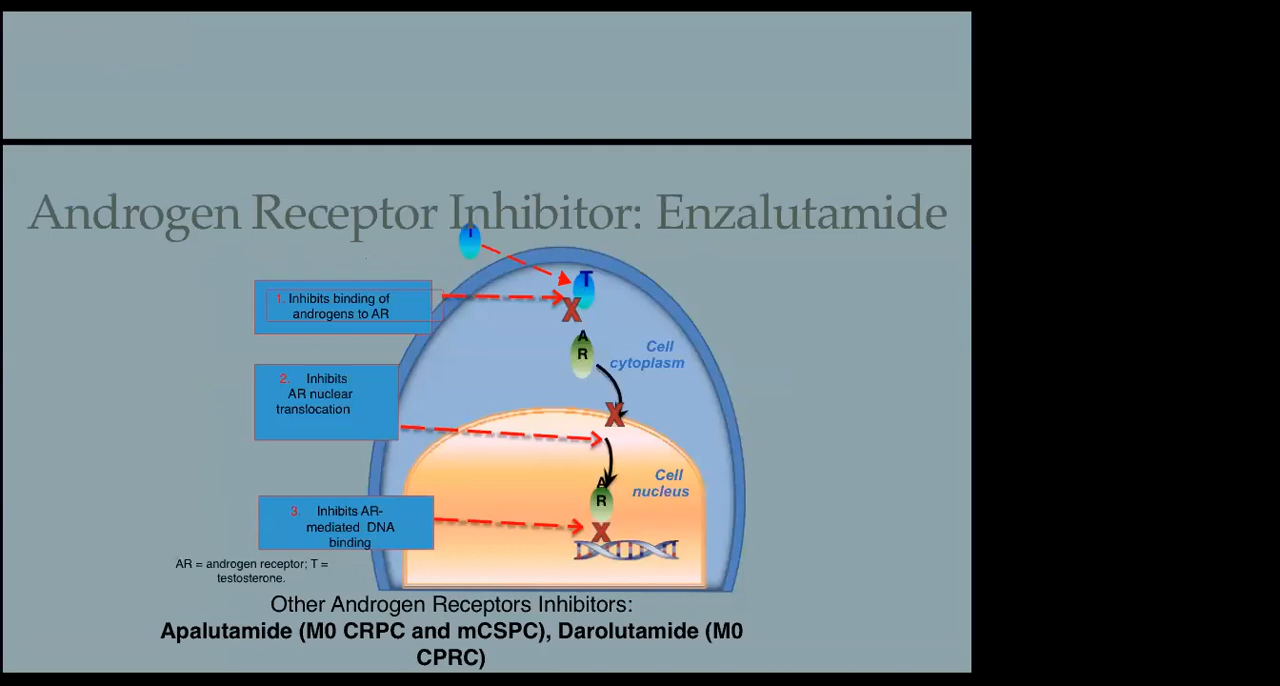 Androgen Receptor Inhibitor: Enzalutamide
T
T
1. Inhibits binding of
androgens to AR
X
A
R
Cell
cytoplasm
2. Inhibits
AR nuclear
translocation
X
Cell
nucleus
A
R
3. Inhibits AR-
mediated DNA
binding
X
AR = androgen receptor; T =
testosterone.
Other Androgen Receptors Inhibitors:
Apalutamide (M0 CRPC and mCSPC), Darolutamide (M0
CPRC)